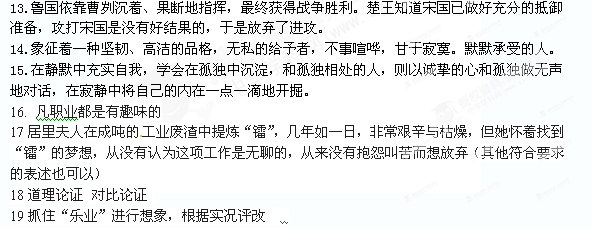 13.鲁国依靠曹刿沉着、果断地指挥，最终获得战争胜利。楚王知道宋国已做好充分的抵御
准备，攻打宋国是没有好结果的，于是放弃了进攻。
14.象征着一种坚韧、高洁的品格，无私的给予者，不事喧哗，甘于寂寞。默默承受的人。
15.在静默中充实自我，学会在孤独中沉淀，和孤独相处的人，则以诚挚的心和孤独做无声
地对话，在寂静中将自己的内在一点一滴地开掘。
16. 凡职业都是有趣味的
17 居里夫人在成吨的工业废渣中提炼“镭”，几年如一日，非常艰辛与枯燥，但她怀着找到
“镭”的梦想，从没有认为这项工作是无聊的，从来没有抱怨叫苦而想放弃（其他符合要求
的表述也可以）
18 道理论证 对比论证
19 抓住“乐业”进行想象，根据实况评改